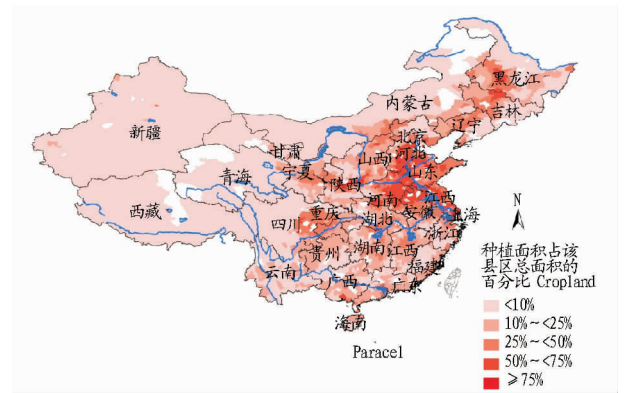 黑龙江
内蒙古
吉林
新疆
辽宁
北京
甘肃
河北
山西
宁夏
山东
青海
陕西
河南
江西
西藏
重庆
安徽
上海
四川
湖北
浙江
贵州
湖南
江西
福建
云南
广西
广东
海南
Paracel
N
种植面积占该
县区总面积的
百分比 Cropland
<10%
10%~<25%
25%~<50%
50%~<75%
≥75%